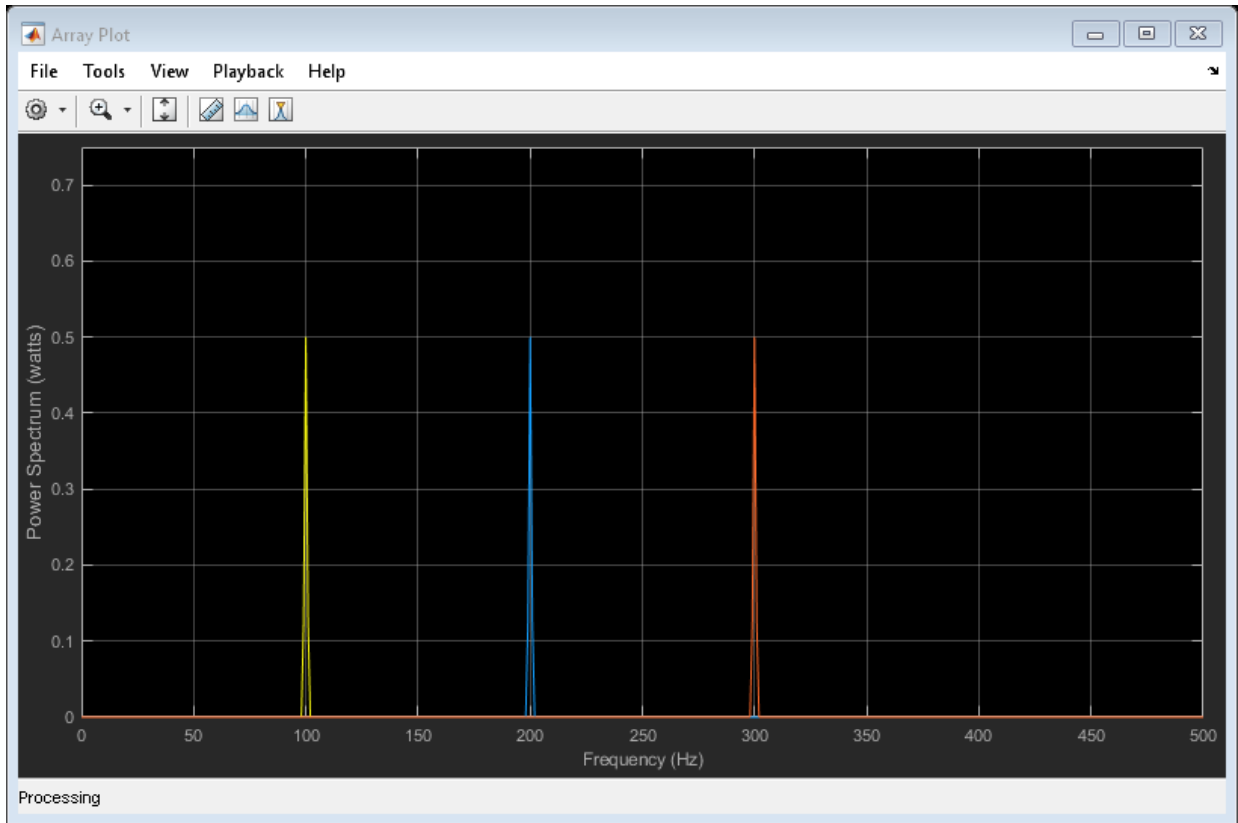 Array Plot
File Tools View Playback Help
0.7
0.6
0.5
0.4
0.3
0.2
0.1
0
Power Spectrum (watts)
0 50 100 150 200 250 300 350 400 450 500
Frequency (Hz)
Processing